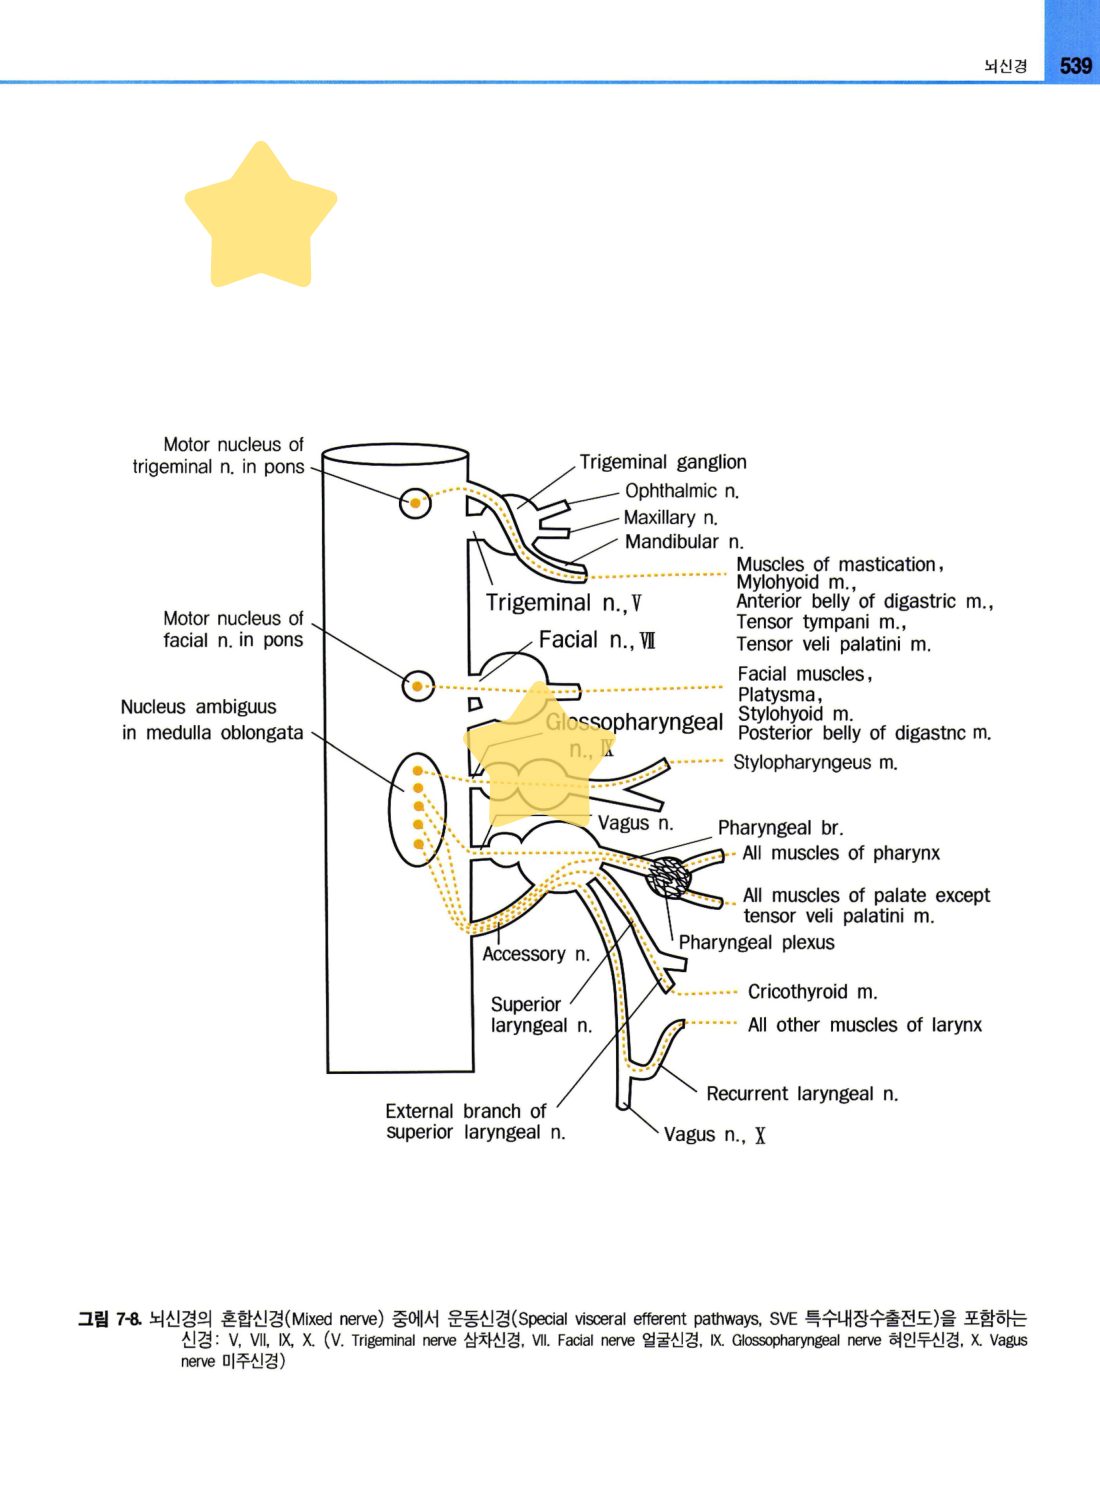 뇌신경 539
Motor nucleus of
trigeminal n. in pons
Trigeminal ganglion
Ophthalmic n.
Maxillary n.
Mandibular n.
Muscles of mastication,
Mylohyoid m.,
Anterior belly of digastric m.,
Tensor tympani m.,
Tensor veli palatini m.
Trigeminal n., Ⅴ
Motor nucleus of
facial n. in pons
Facial n., Ⅶ
Facial muscles,
Platysma,
Stylohyoid m.
Posterior belly of digastnc m.
Nucleus ambiguus
in medulla oblongata
Glossopharyngeal
n., Ⅸ
Stylopharyngeus m.
Vagus n.
Pharyngeal br.
All muscles of pharynx
All muscles of palate except
tensor veli palatini m.
Pharyngeal plexus
Accessory n.
Superior
laryngeal n.
Cricothyroid m.
All other muscles of larynx
Recurrent laryngeal n.
External branch of
superior laryngeal n.
Vagus n., Ⅹ
그림 7-8. 뇌신경의 혼합신경(Mixed nerve) 중에서 운동신경(Special visceral efferent pathways, SVE 특수내장수출전도)을 포함하는
신경: V, VII, IX, X. (V. Trigeminal nerve 삼차신경, VII. Facial nerve 얼굴신경, IX. Glossopharyngeal nerve 혀인두신경, X. Vagus
nerve 미주신경)